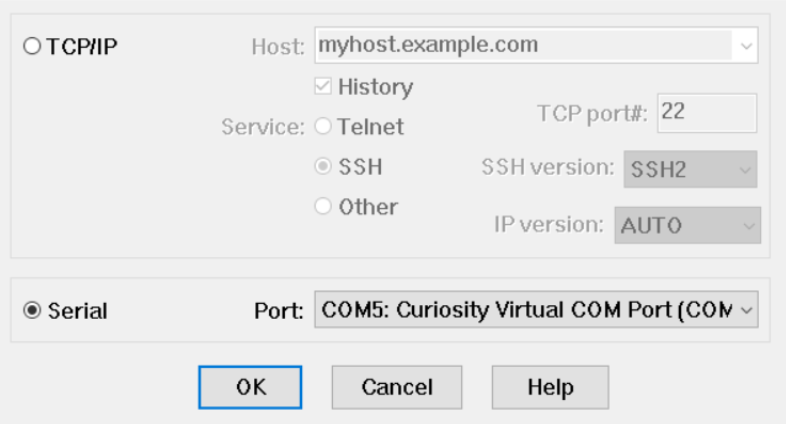 TCP/IP Host: myhost.example.com
History
Service: Telnet TCP port#: 22
SSH SSH version: SSH2
Other IP version: AUTO
Serial Port: COM5: Curiosity Virtual COM Port (COM
OK Cancel Help